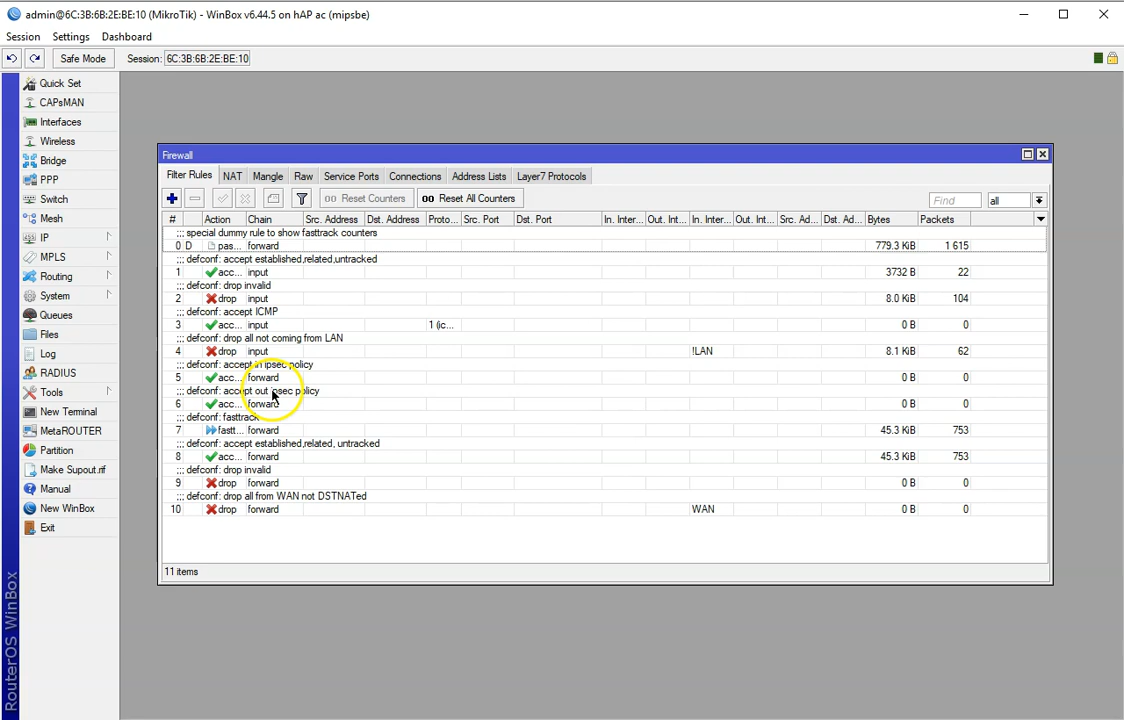 admin@6C:3B:6B:2E:BE:10 (MikroTik) - WinBox v6.44.5 on hAP ac (mipsbe)
Session Settings Dashboard
Safe Mode Session: 6C:3B:6B:2E:BE:10
Quick Set
CAPsMAN
Interfaces
Wireless
Bridge
PPP
Switch
Mesh
IP
MPLS
Routing
System
Queues
Files
Log
RADIUS
Tools
New Terminal
MetaROUTER
Partition
Make Supout.rif
Manual
New WinBox
Exit
RouterOS WinBox
Firewall
Filter Rules NAT Mangle Raw Service Ports Connections Address Lists Layer7 Protocols
00 Reset Counters 00 Reset All Counters Find all
# Action Chain Src. Address Dst. Address Proto... Src. Port Dst. Port In. Inter... Out. Int... In. Inter... Out. Int... Src. Ad... Dst. Ad... Bytes Packets
;;; special dummy rule to show fasttrack counters
0 D pas... forward 779.3 KiB 1 615
;;; defconf: accept established,related,untracked
1 acc... input 3732 B 22
;;; defconf: drop invalid
2 drop input 8.0 KiB 104
;;; defconf: accept ICMP
3 acc... input 1 (ic... 0 B 0
;;; defconf: drop all not coming from LAN
4 drop input !LAN 8.1 KiB 62
;;; defconf: accept in ipsec policy
5 acc... forward 0 B 0
;;; defconf: accept out ipsec policy
6 acc... forward 0 B 0
;;; defconf: fasttrack
7 fastt... forward 45.3 KiB 753
;;; defconf: accept established,related, untracked
8 acc... forward 45.3 KiB 753
;;; defconf: drop invalid
9 drop forward 0 B 0
;;; defconf: drop all from WAN not DSTNATed
10 drop forward WAN 0 B 0
11 items